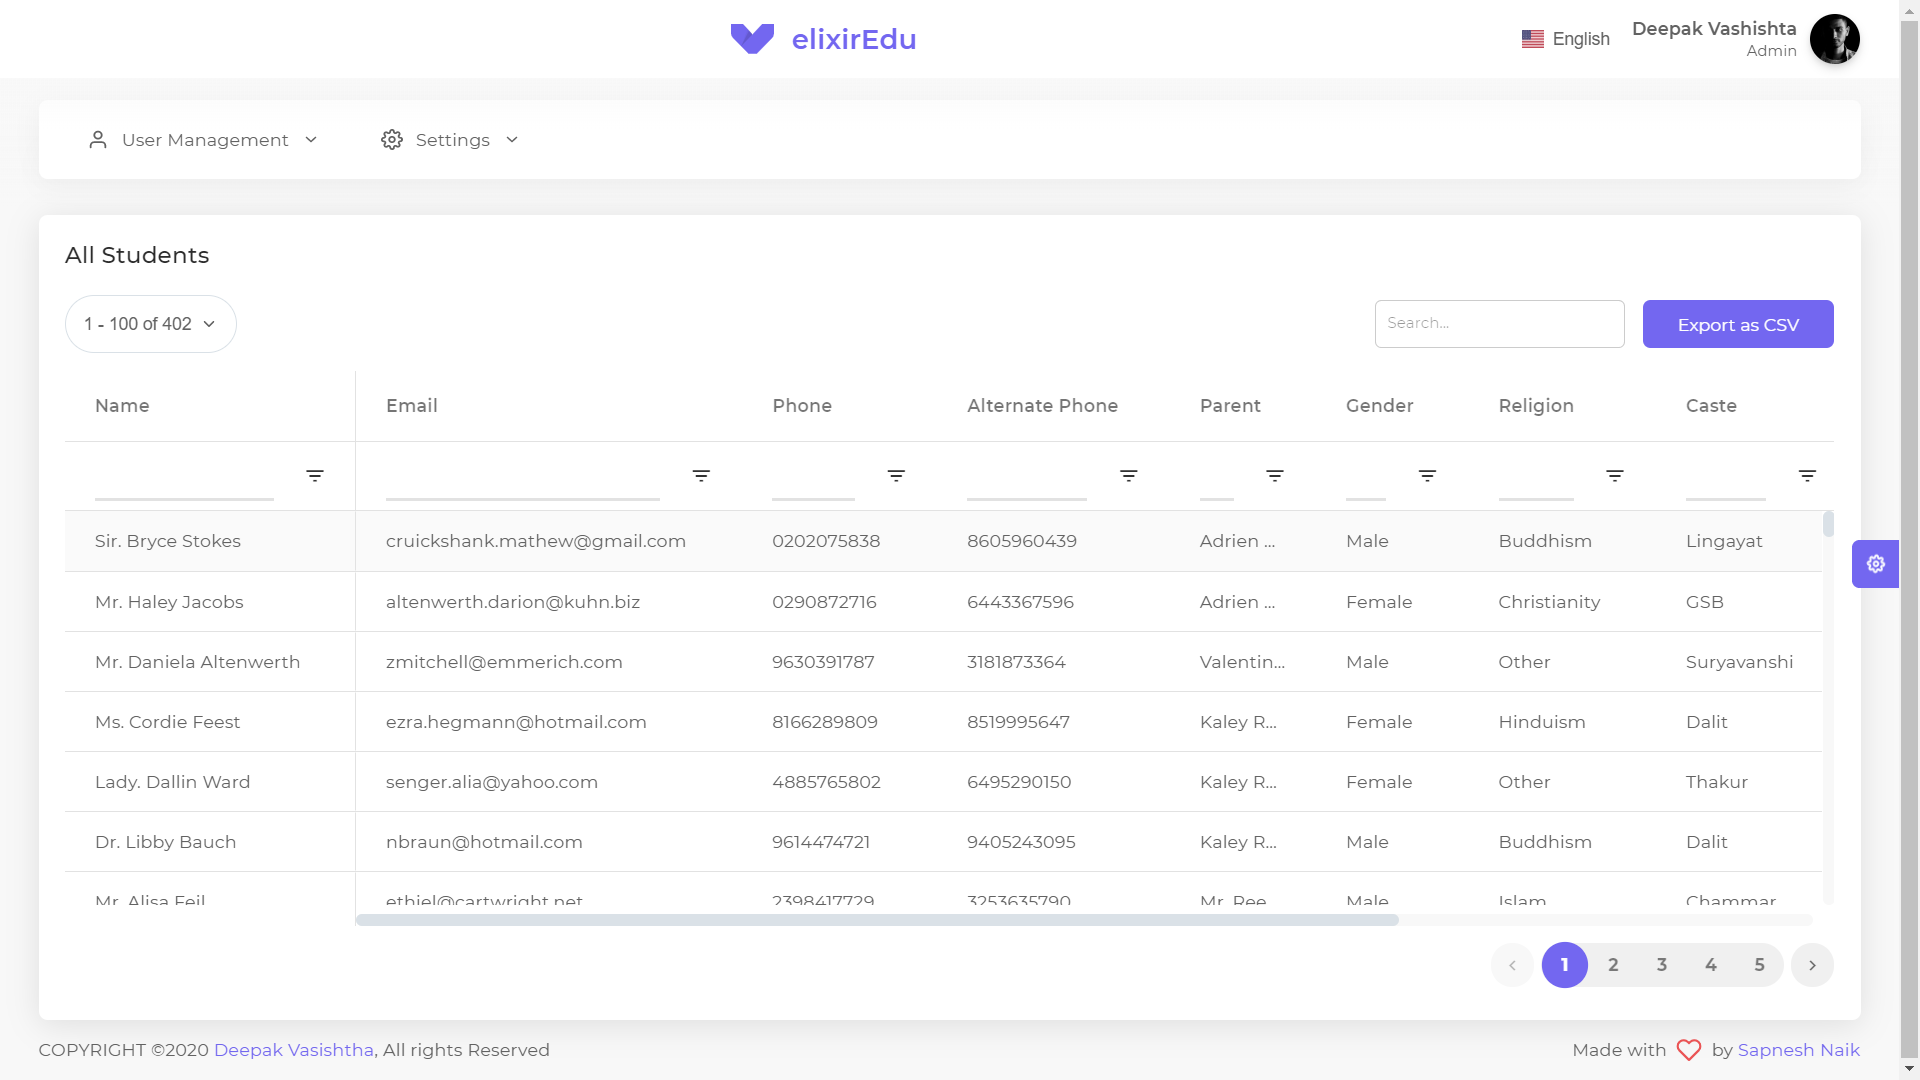 elixirEdu
English
Deepak Vashishta
Admin
User Management
Settings
All Students
1 - 100 of 402
Search...
Export as CSV
Name Email Phone Alternate Phone Parent Gender Religion Caste
Sir. Bryce Stokes cruickshank.mathew@gmail.com 0202075838 8605960439 Adrien ... Male Buddhism Lingayat
Mr. Haley Jacobs altenwerth.darion@kuhn.biz 0290872716 6443367596 Adrien ... Female Christianity GSB
Mr. Daniela Altenwerth zmitchell@emmerich.com 9630391787 3181873364 Valentin... Male Other Suryavanshi
Ms. Cordie Feest ezra.hegmann@hotmail.com 8166289809 8519995647 Kaley R... Female Hinduism Dalit
Lady. Dallin Ward senger.alia@yahoo.com 4885765802 6495290150 Kaley R... Female Other Thakur
Dr. Libby Bauch nbraun@hotmail.com 9614474721 9405243095 Kaley R... Male Buddhism Dalit
Mr. Alisa Feil ethiel@cartwright.net 2398417729 3253635790 Mr. Ree... Male Islam Chammar
1 2 3 4 5
COPYRIGHT ©2020 Deepak Vasishtha, All rights Reserved
Made with by Sapnesh Naik